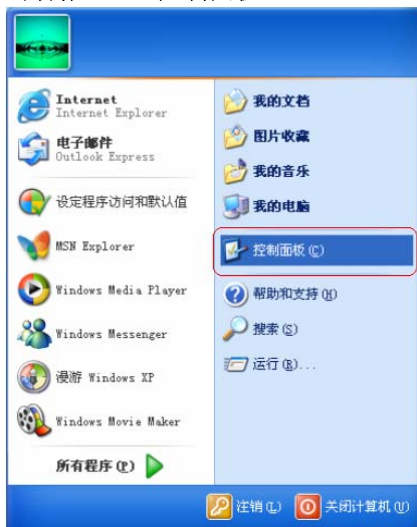 Internet
Internet Explorer
电子邮件
Outlook Express
设定程序访问和默认值
MSN Explorer
Windows Media Player
Windows Messenger
漫游 Windows XP
Windows Movie Maker
所有程序(P)
我的文档
图片收藏
我的音乐
我的电脑
控制面板(C)
帮助和支持(H)
搜索(S)
运行(R)...
注销(L)
关闭计算机(U)